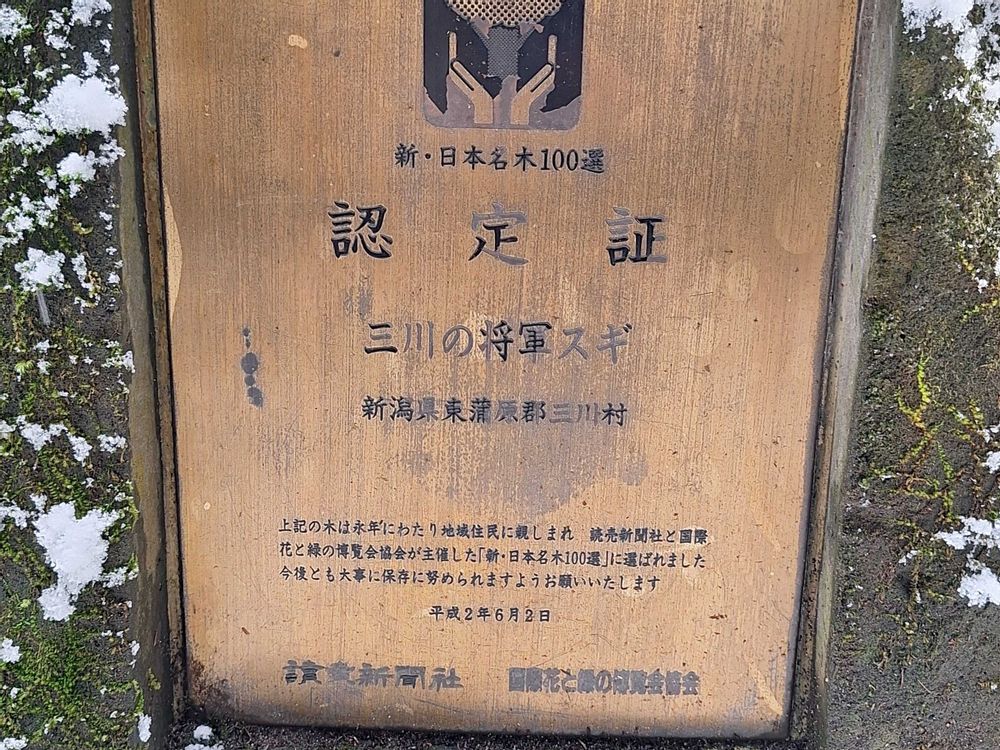 新・日本名木100選
認定証
三川の将軍スギ
新潟県東蒲原郡三川村
上記の木は永年にわたり地域住民に親しまれ 読売新聞社と国際
花と緑の博覧会協会が主催した「新・日本名木100選」に選ばれました
今後とも大事に保存に努められますようお願いいたします
平成2年6月2日
讀賣新聞社 国際花と緑の博覧会協会